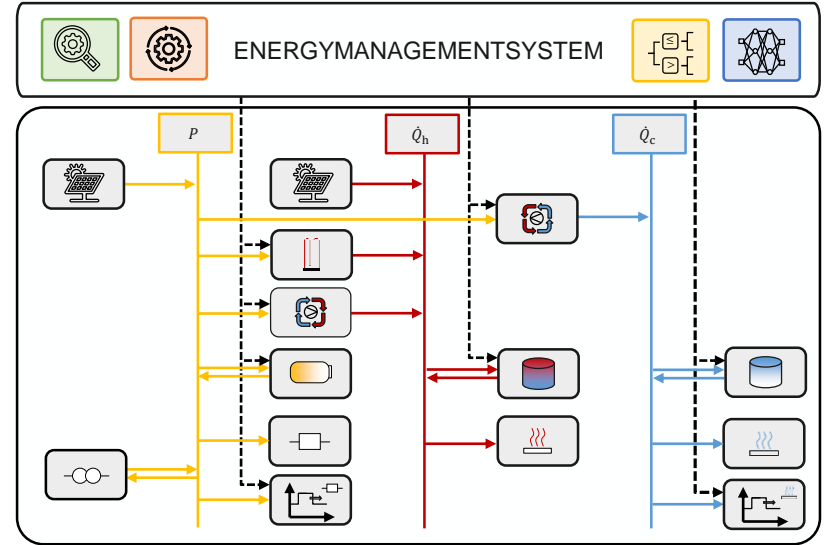 ENERGYMANAGEMENTSYSTEM
≤
>
P
Q̇h
Q̇c